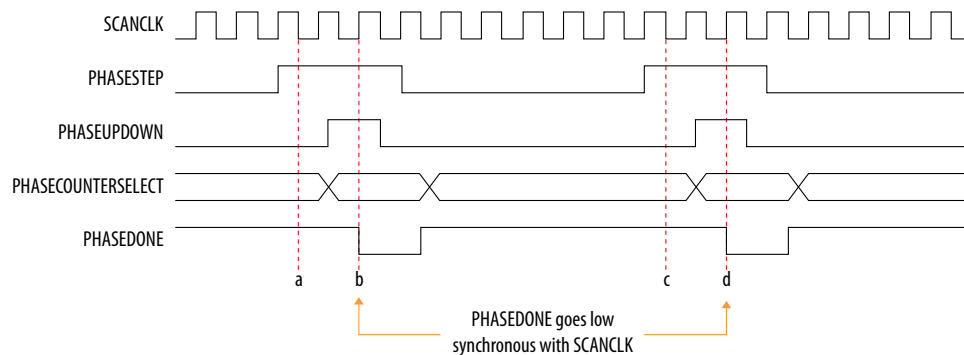 SCANCLK
PHASESTEP
PHASEUPDOWN
PHASECOUNTERSELECT
PHASEDONE
a b c d
PHASEDONE goes low
synchronous with SCANCLK